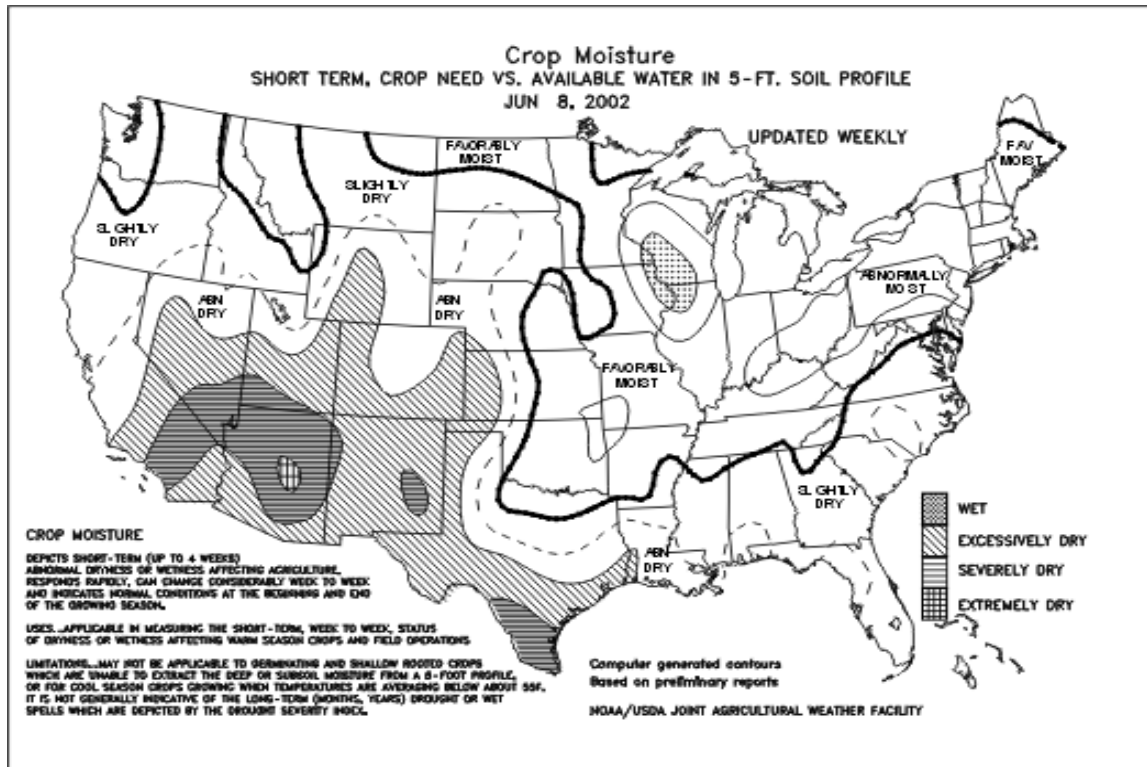 Crop Moisture
SHORT TERM, CROP NEED VS. AVAILABLE WATER IN 5-FT. SOIL PROFILE
JUN 8, 2002
UPDATED WEEKLY
FAVORABLY
MOIST
FAV
MOIST
SLIGHTLY
DRY
SLIGHTLY
DRY
ABNORMALLY
MOIST
ABN
DRY
ABN
DRY
FAVORABLY
MOIST
SLIGHTLY
DRY
ABN
DRY
WET
EXCESSIVELY DRY
SEVERELY DRY
EXTREMELY DRY
CROP MOISTURE
DEPICTS SHORT-TERM (UP TO 4 WEEKS)
ABNORMAL DRYNESS OR WETNESS AFFECTING AGRICULTURE,
RESPONDS RAPIDLY, CAN CHANGE CONSIDERABLY WEEK TO WEEK
AND INDICATES NORMAL CONDITIONS AT THE BEGINNING AND END
OF THE GROWING SEASON.
USES...APPLICABLE IN MEASURING THE SHORT-TERM, WEEK TO WEEK, STATUS
OF DRYNESS OR WETNESS AFFECTING WARM SEASON CROPS AND FIELD OPERATIONS
LIMITATIONS...MAY NOT BE APPLICABLE TO GERMINATING AND SHALLOW ROOTED CROPS
WHICH ARE UNABLE TO EXTRACT THE DEEP OR SUBSOIL MOISTURE FROM A 5-FOOT PROFILE,
OR FOR COOL SEASON CROPS GROWING WHEN TEMPERATURES ARE AVERAGING BELOW ABOUT 55F.
IT IS NOT GENERALLY INDICATIVE OF THE LONG-TERM (MONTHS, YEARS) DROUGHT OR WET
SPELLS WHICH ARE DEPICTED BY THE DROUGHT SEVERITY INDEX.
Computer generated contours
Based on preliminary reports
NOAA/USDA JOINT AGRICULTURAL WEATHER FACILITY